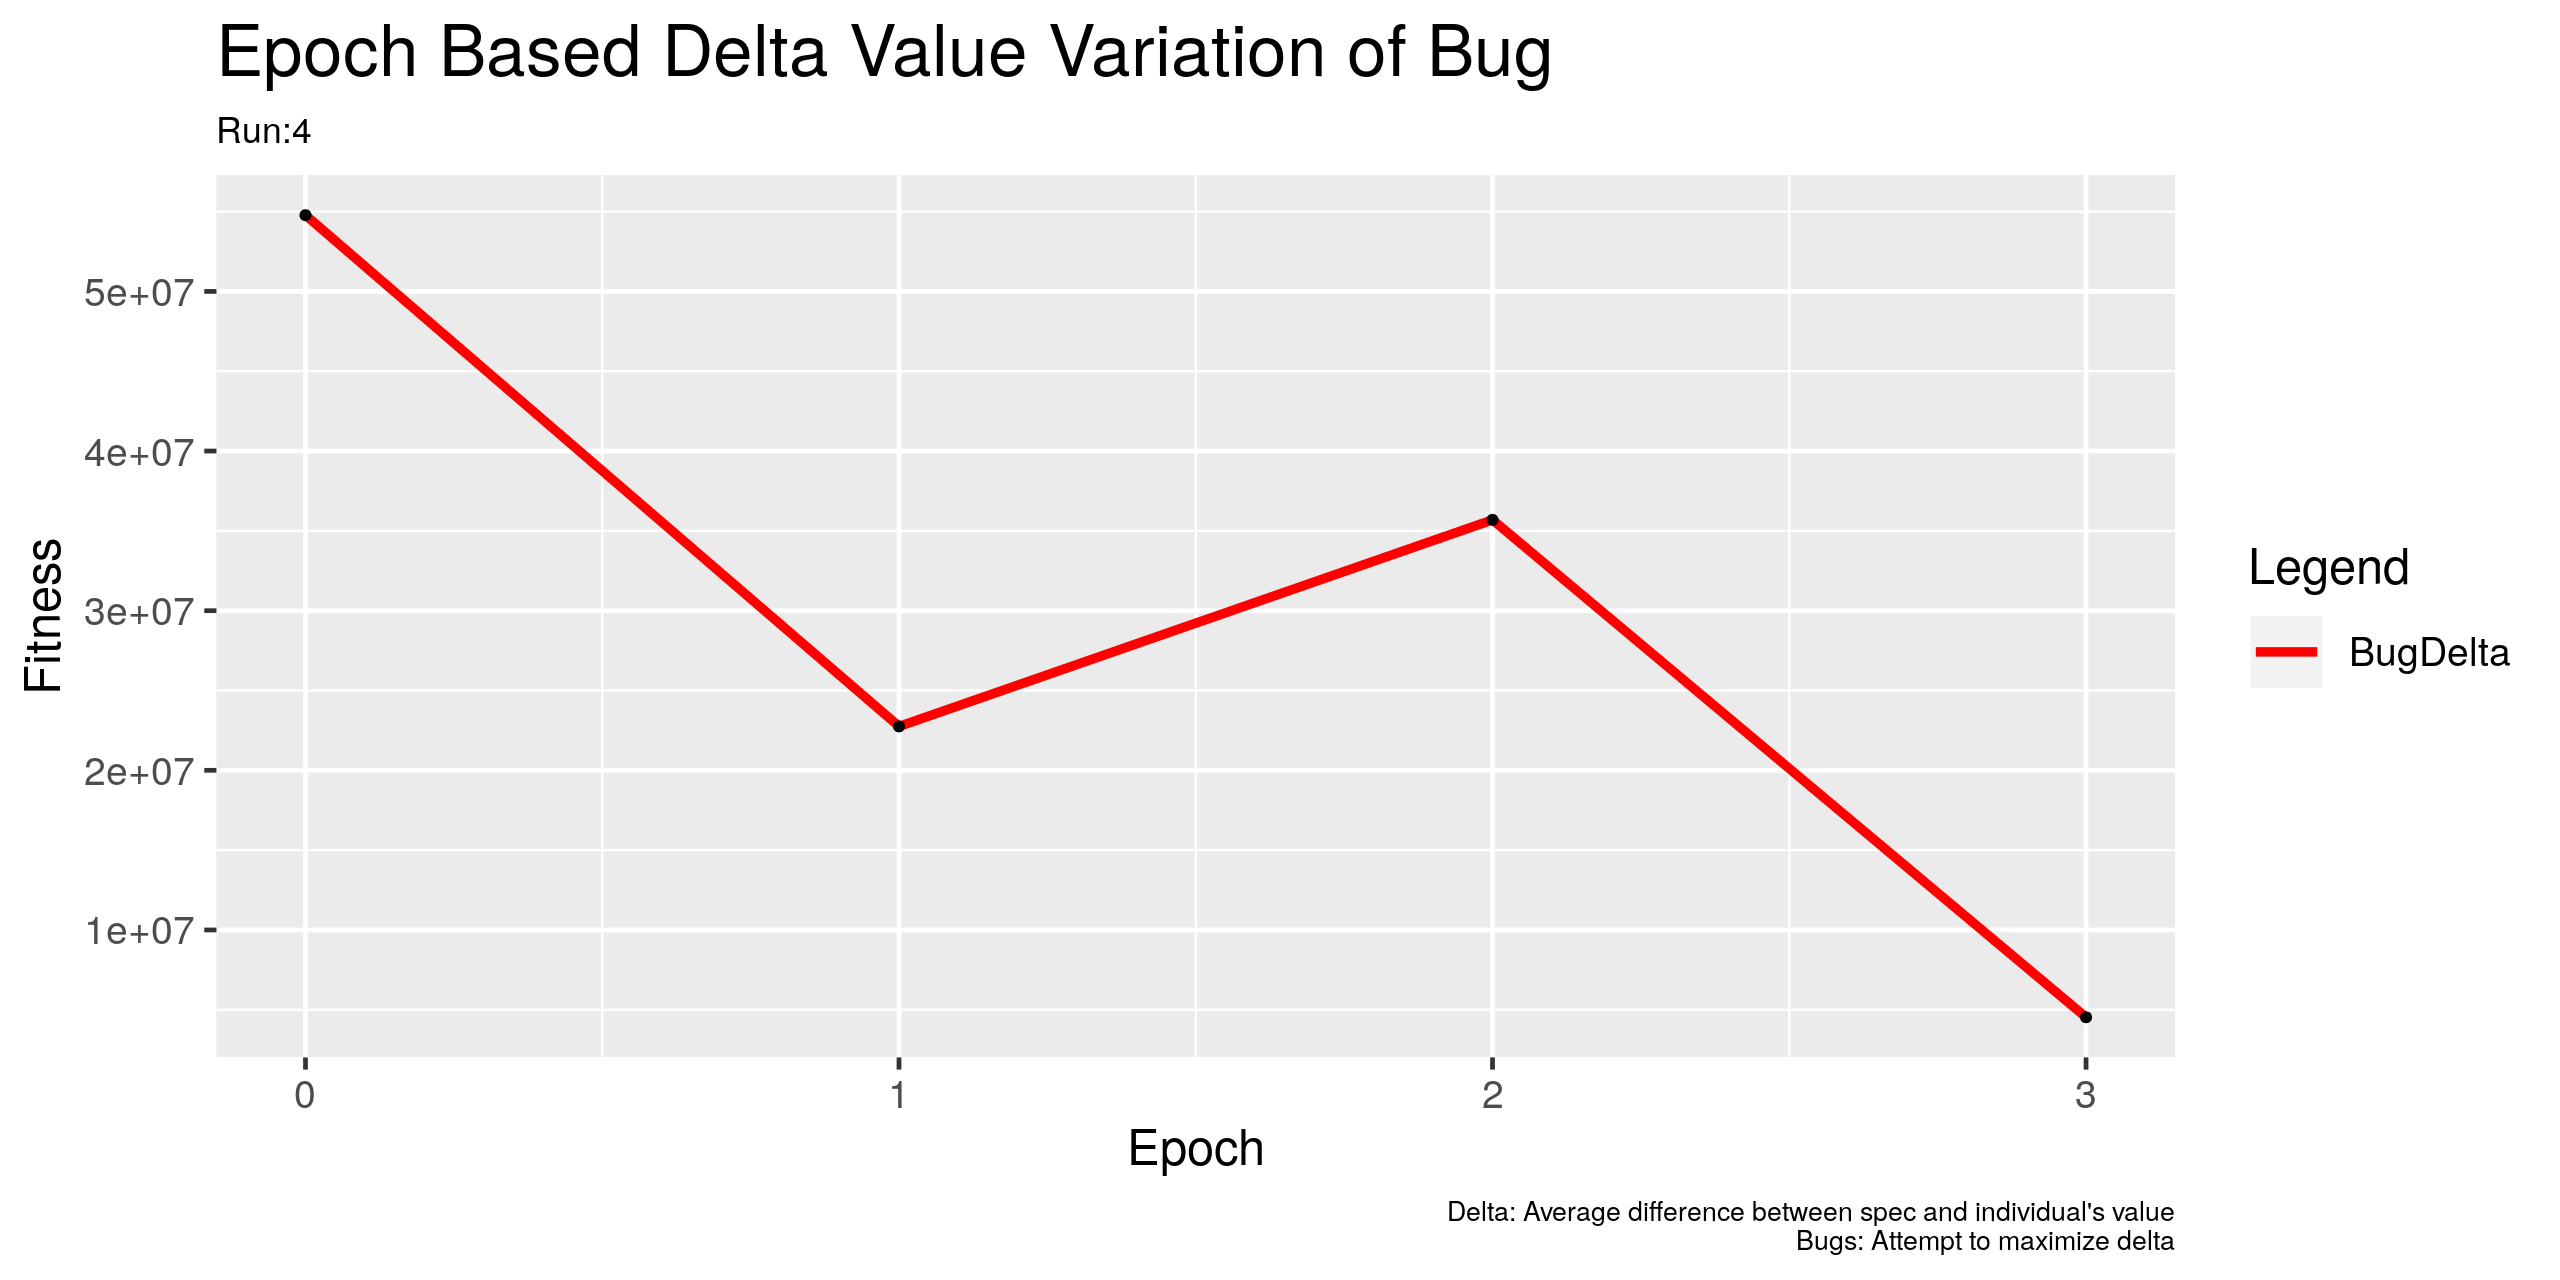 Epoch Based Delta Value Variation of Bug
Run:4
Fitness
5e+07
4e+07
3e+07
2e+07
1e+07
0 1 2 3
Epoch
Legend
BugDelta
Delta: Average difference between spec and individual's value
Bugs: Attempt to maximize delta